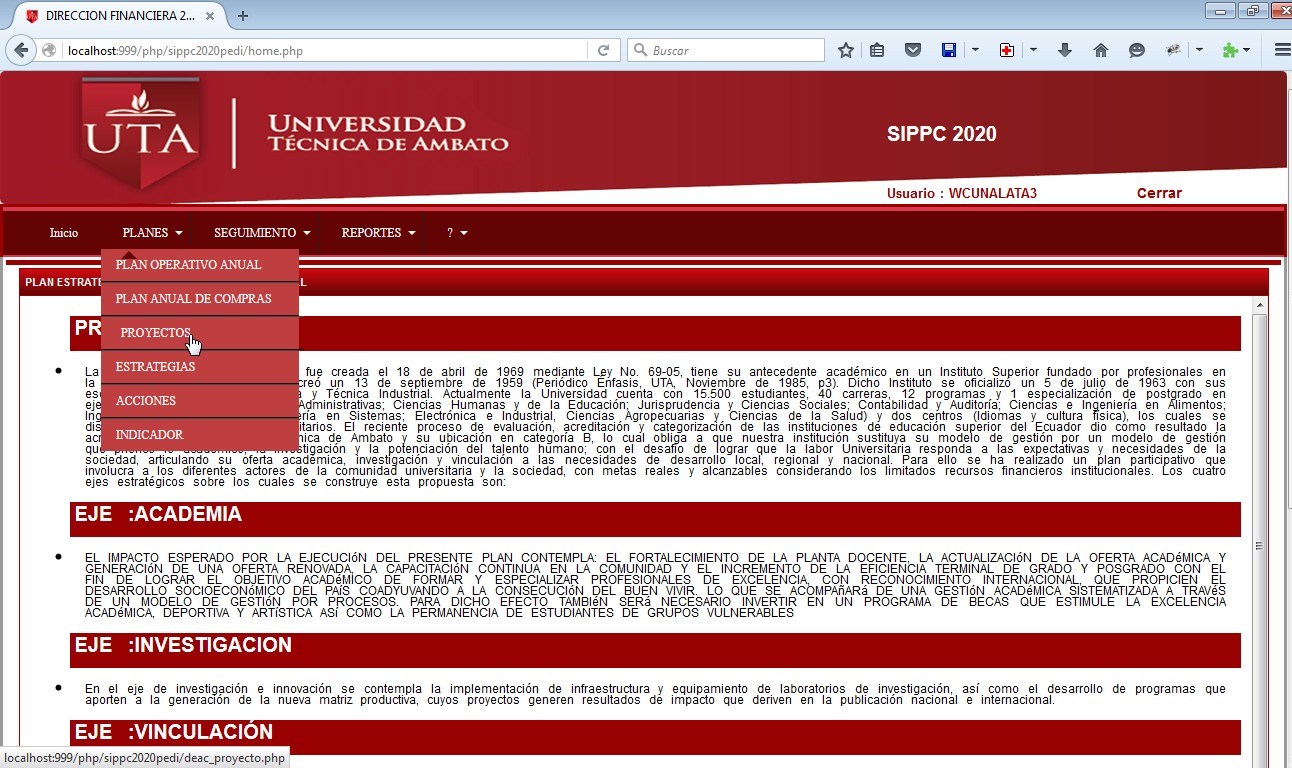 DIRECCION FINANCIERA 2...
localhost:999/php/sippc2020pedi/home.php
Buscar
UTA
UNIVERSIDAD
TÉCNICA DE AMBATO
SIPPC 2020
Usuario : WCUNALATA3
Cerrar
Inicio
PLANES
SEGUIMIENTO
REPORTES
?
PLAN OPERATIVO ANUAL
PLAN ANUAL DE COMPRAS
PROYECTOS
ESTRATEGIAS
ACCIONES
INDICADOR
PLAN ESTRATE
L
PR
La fue creada el 18 de abril de 1969 mediante Ley No. 69-05, tiene su antecedente académico en un Instituto Superior fundado por profesionales en
la creó un 13 de septiembre de 1959 (Periódico Énfasis, UTA, Noviembre de 1985, p3). Dicho Instituto se oficializó un 5 de julio de 1963 con sus
y Técnica Industrial. Actualmente la Universidad cuenta con 15.500 estudiantes, 40 carreras, 12 programas y 1 especialización de postgrado en
Administrativas; Ciencias Humanas y de la Educación; Jurisprudencia y Ciencias Sociales; Contabilidad y Auditoría; Ciencias e Ingeniería en Alimentos;
en Sistemas; Electrónica e Industrial, Ciencias Agropecuarias y Ciencias de la Salud) y dos centros (Idiomas y cultura física), los cuales se
El reciente proceso de evaluación, acreditación y categorización de las instituciones de educación superior del Ecuador dio como resultado la
de Ambato y su ubicación en categoría B, lo cual obliga a que nuestra institución sustituya su modelo de gestión por un modelo de gestión
que investigación y la potenciación del talento humano; con el desafío de lograr que la labor Universitaria responda a las expectativas y necesidades de la
sociedad, articulando su oferta académica, investigación y vinculación a las necesidades de desarrollo local, regional y nacional. Para ello se ha realizado un plan participativo que
involucra a los diferentes actores de la comunidad universitaria y la sociedad, con metas reales y alcanzables considerando los limitados recursos financieros institucionales. Los cuatro
ejes estratégicos sobre los cuales se construye esta propuesta son:
EJE :ACADEMIA
EL IMPACTO ESPERADO POR LA EJECUCIóN DEL PRESENTE PLAN CONTEMPLA: EL FORTALECIMIENTO DE LA PLANTA DOCENTE, LA ACTUALIZACIóN DE LA OFERTA ACADéMICA Y
GENERACIóN DE UNA OFERTA RENOVADA, LA CAPACITACIóN CONTINUA EN LA COMUNIDAD Y EL INCREMENTO DE LA EFICIENCIA TERMINAL DE GRADO Y POSGRADO CON EL
FIN DE LOGRAR EL OBJETIVO ACADéMICO DE FORMAR Y ESPECIALIZAR PROFESIONALES DE EXCELENCIA, CON RECONOCIMIENTO INTERNACIONAL, QUE PROPICIEN EL
DESARROLLO SOCIOECONóMICO DEL PAíS COADYUVANDO A LA CONSECUCIóN DEL BUEN VIVIR. LO QUE SE ACOMPAñARá DE UNA GESTIóN ACADéMICA SISTEMATIZADA A TRAVéS
DE UN MODELO DE GESTIóN POR PROCESOS. PARA DICHO EFECTO TAMBIéN SERá NECESARIO INVERTIR EN UN PROGRAMA DE BECAS QUE ESTIMULE LA EXCELENCIA
ACADéMICA, DEPORTIVA Y ARTíSTICA ASí COMO LA PERMANENCIA DE ESTUDIANTES DE GRUPOS VULNERABLES
EJE :INVESTIGACION
En el eje de investigación e innovación se contempla la implementación de infraestructura y equipamiento de laboratorios de investigación, así como el desarrollo de programas que
aporten a la generación de la nueva matriz productiva, cuyos proyectos generen resultados de impacto que deriven en la publicación nacional e internacional.
EJE :VINCULACIÓN
localhost:999/php/sippc2020pedi/deac_proyecto.php